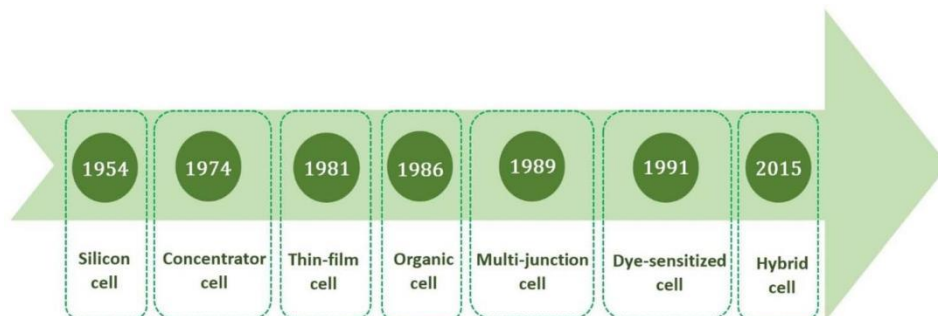 1954
1974
1981
1986
1989
1991
2015
Silicon
cell
Concentrator
cell
Thin-film
cell
Organic
cell
Multi-junction
cell
Dye-sensitized
cell
Hybrid
cell